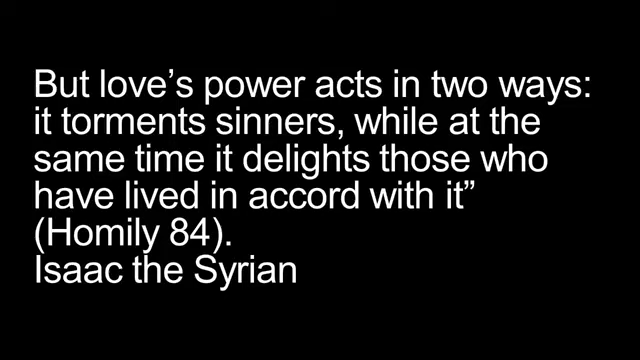 But love’s power acts in two ways:
it torments sinners, while at the
same time it delights those who
have lived in accord with it”
(Homily 84).
Isaac the Syrian